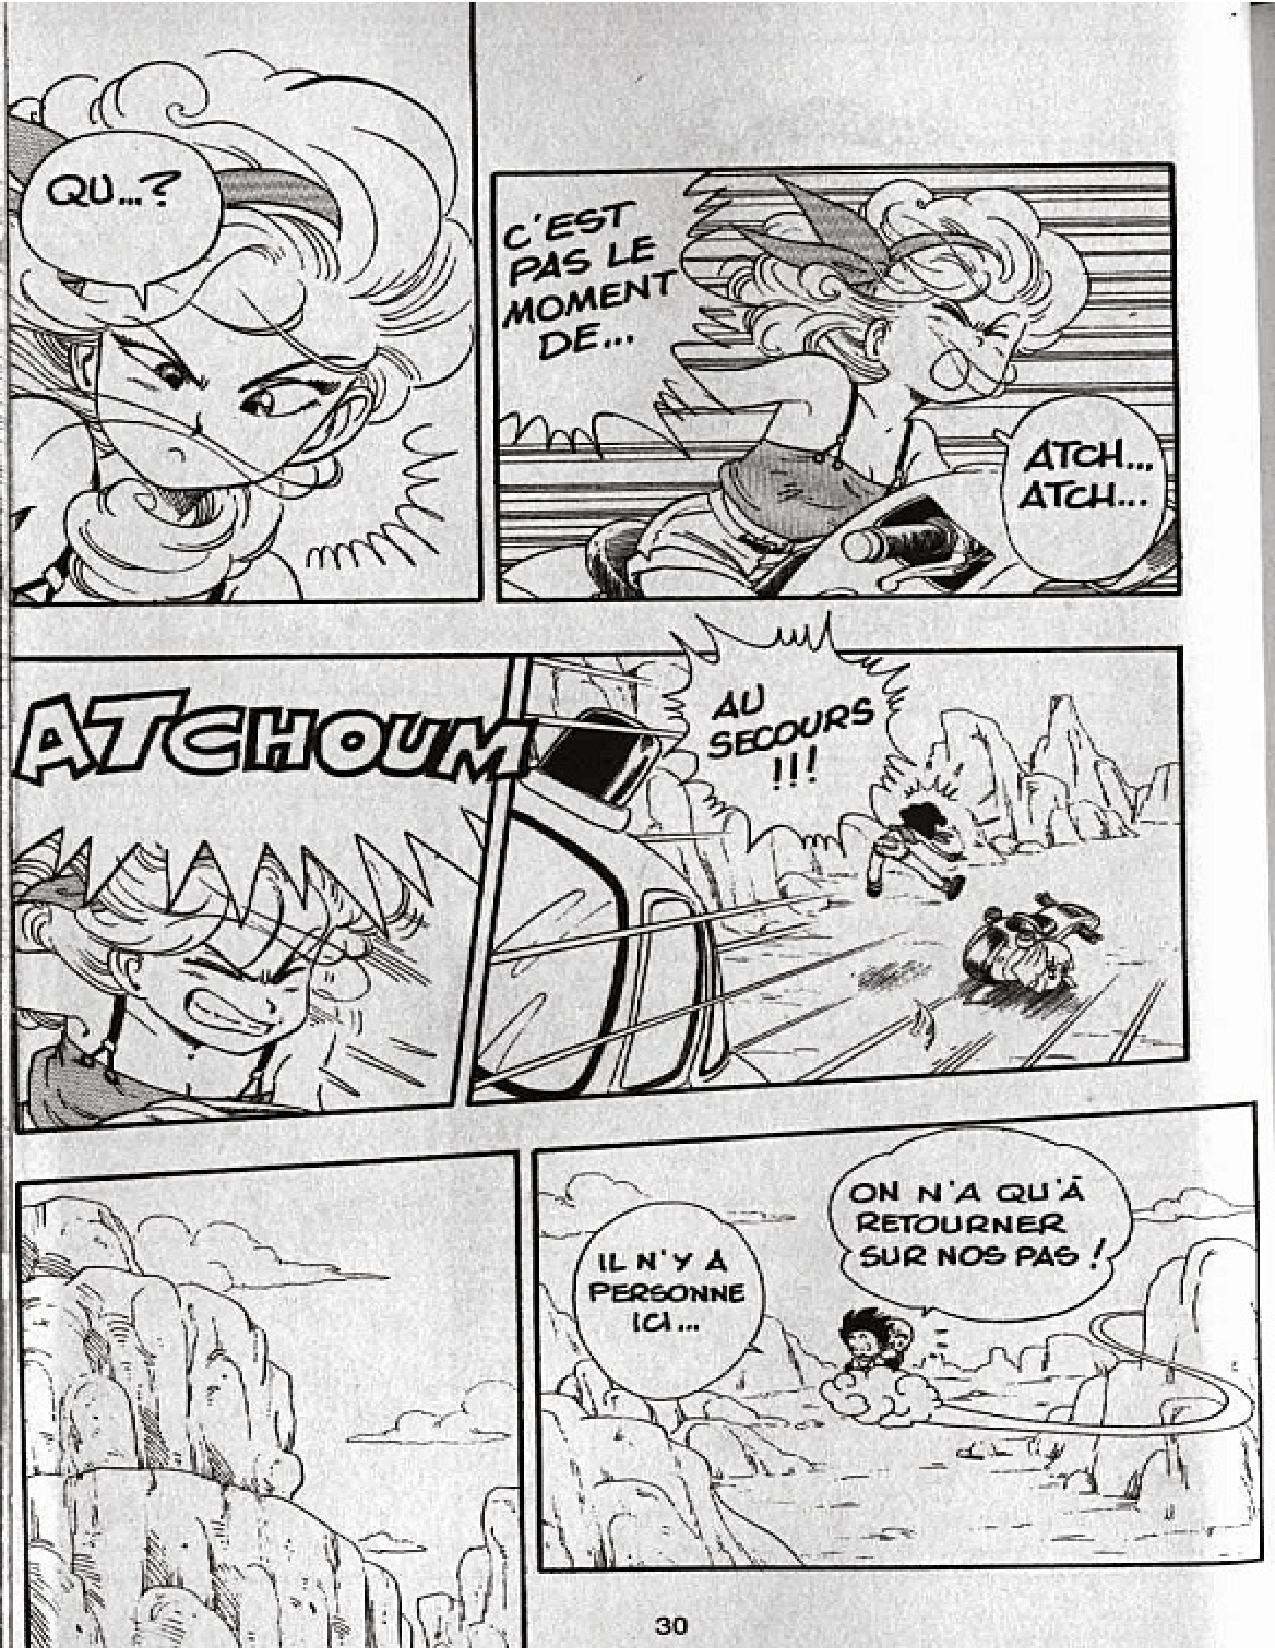 QU...?
C'EST
PAS LE
MOMENT
DE...
ATCH...
ATCH...
ATCHOUM
AU
SECOURS
!!!
IL N'Y A
PERSONNE
ICI...
ON N'A QU'À
RETOURNER
SUR NOS PAS !
30